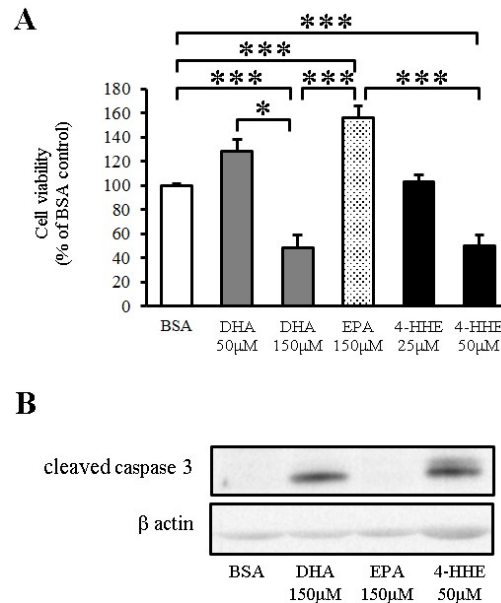 A
***
***
*** *** ***
*
Cell viability
(% of BSA control)
180
160
140
120
100
80
60
40
20
0
BSA DHA DHA EPA 4-HHE 4-HHE
50μM 150μM 150μM 25μM 50μM
B
cleaved caspase 3
β actin
BSA DHA EPA 4-HHE
150μM 150μM 50μM